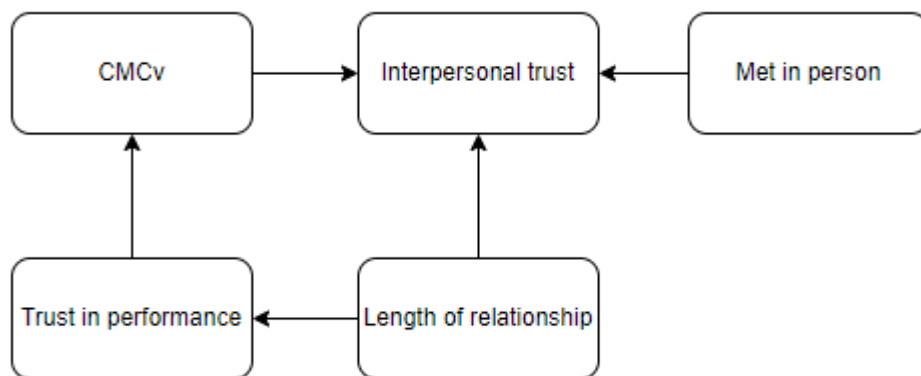 CMCv
Interpersonal trust
Met in person
Trust in performance
Length of relationship